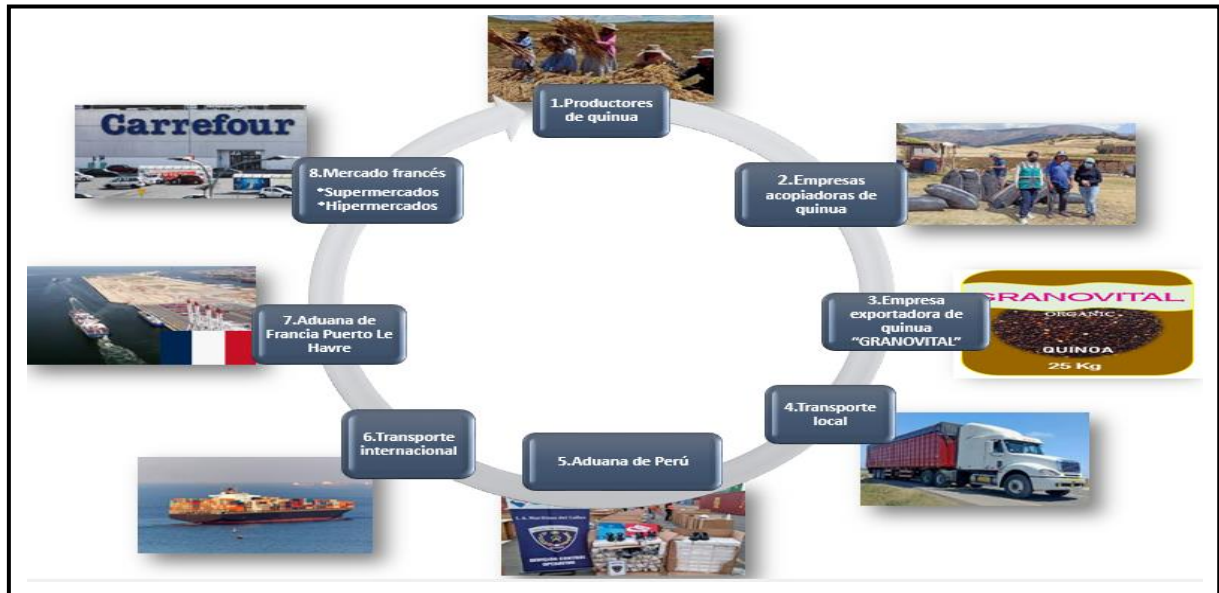 1.Productores
de quinua
Carrefour
8.Mercado francés
*Supermercados
*Hipermercados
2.Empresas
acopiadoras de
quinua
3.Empresa
exportadora de
quinua
“GRANOVITAL”
GRANOVITAL
ORGANIC
QUINOA
25 Kg
7.Aduana de
Francia Puerto Le
Havre
4.Transporte
local
6.Transporte
internacional
5.Aduana de Perú